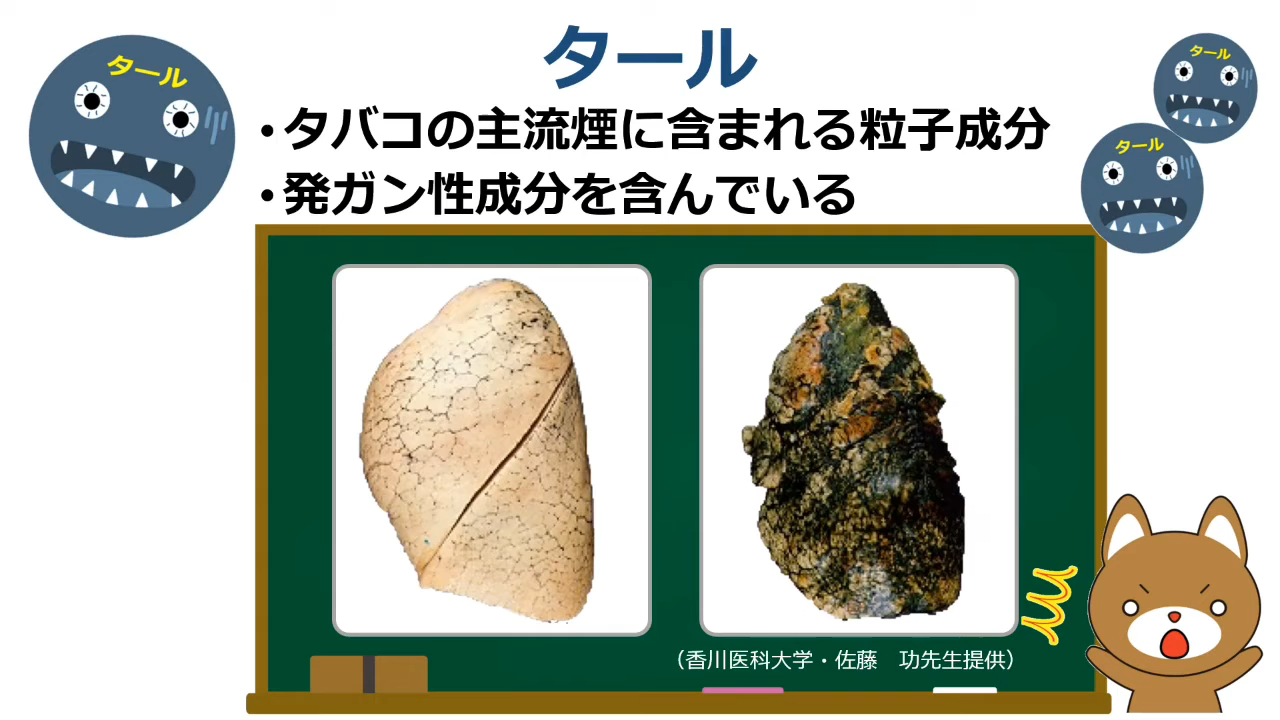 タール
タール
タール
タール
・タバコの主流煙に含まれる粒子成分
・発ガン性成分を含んでいる
（香川医科大学・佐藤　功先生提供）